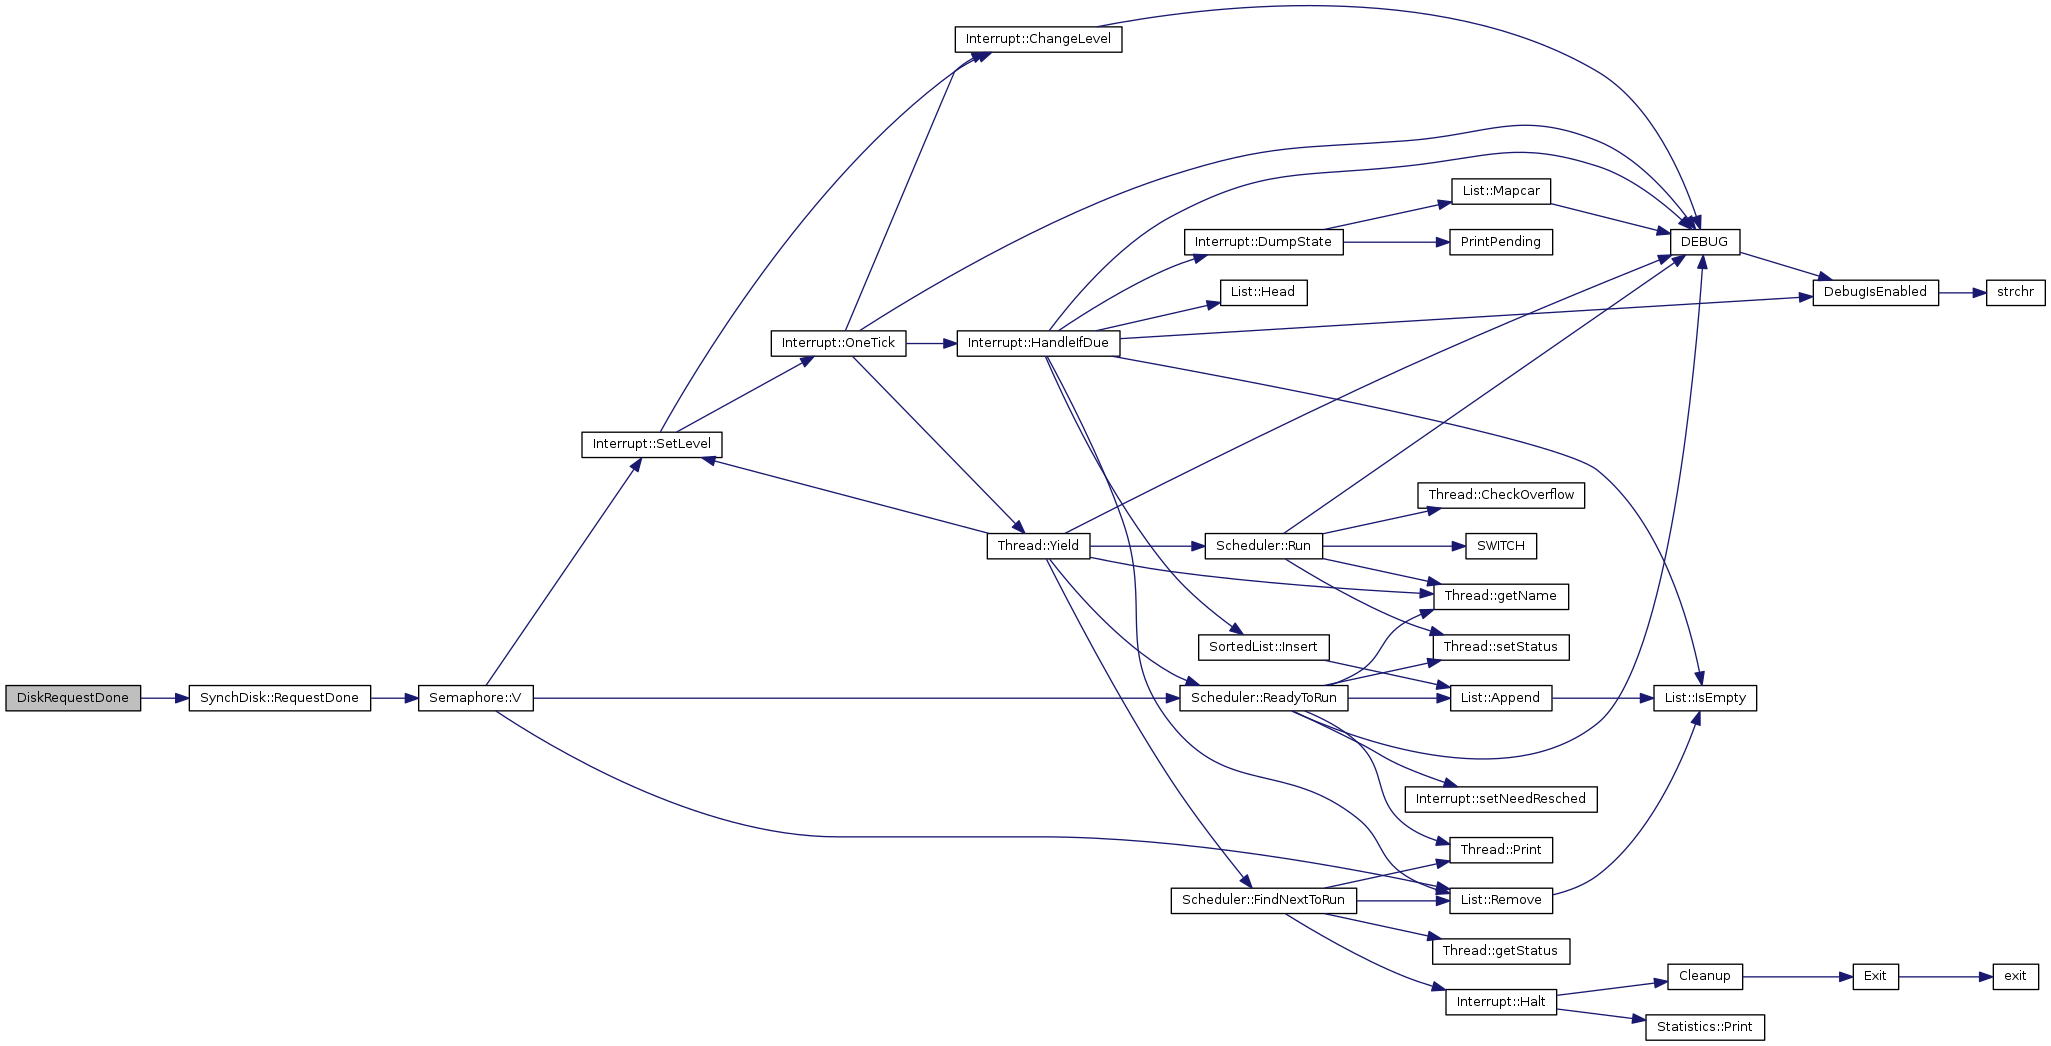 Interrupt::ChangeLevel
List::Mapcar
Interrupt::DumpState
PrintPending
DEBUG
List::Head
DebugIsEnabled
strchr
Interrupt::OneTick
Interrupt::HandleIfDue
Interrupt::SetLevel
Thread::CheckOverflow
Thread::Yield
Scheduler::Run
SWITCH
Thread::getName
SortedList::Insert
Thread::setStatus
DiskRequestDone
SynchDisk::RequestDone
Semaphore::V
Scheduler::ReadyToRun
List::Append
List::IsEmpty
Interrupt::setNeedResched
Thread::Print
Scheduler::FindNextToRun
List::Remove
Thread::getStatus
Cleanup
Exit
exit
Interrupt::Halt
Statistics::Print